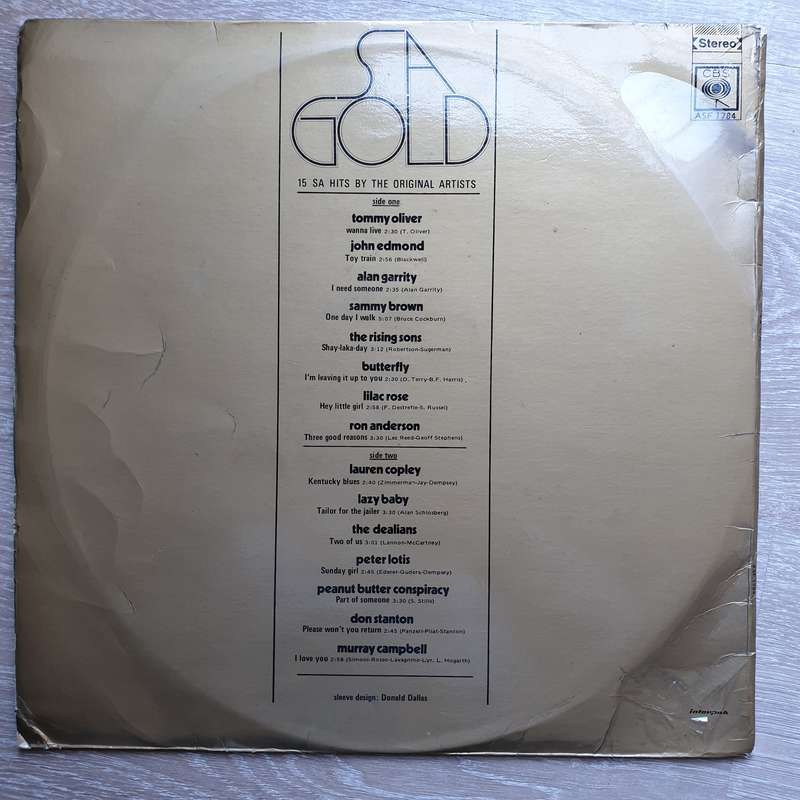 Stereo
CBS
ASF 1704
SA
GOLD
15 SA HITS BY THE ORIGINAL ARTISTS
side one
tommy oliver
wanna live 2:30 (T. Oliver)
john edmond
Toy train 2:56 (Blackwell)
alan garrity
I need someone 2:35 (Alan Garrity)
sammy brown
One day I walk 5:07 (Bruce Cockburn)
the rising sons
Shay-laka-day 3:12 (Robertson-Sugerman)
butterfly
I'm leaving it up to you 2:30 (D. Terry-B.F. Harris)
lilac rose
Hey little girl 2:58 (F. Destrefle-S. Russel)
ron anderson
Three good reasons 3:30 (Les Reed-Geoff Stephens)
side two
lauren copley
Kentucky blues 2:40 (Zimmerman-Jay-Dempsey)
lazy baby
Tailor for the jailer 3:30 (Alan Schlosberg)
the dealians
Two of us 3:01 (Lannon-McCartney)
peter lotis
Sunday girl 2:45 (Ederer-Guders-Dempsey)
peanut butter conspiracy
Part of someone 3:30 (S. Stills)
don stanton
Please won't you return 2:45 (Panzeri-Pilat-Stanton)
murray campbell
I love you 2:58 (Simoni-Rosso-Lavagnino-Lyr. L. Hogarth)
sleeve design: Donald Dallas
interpak